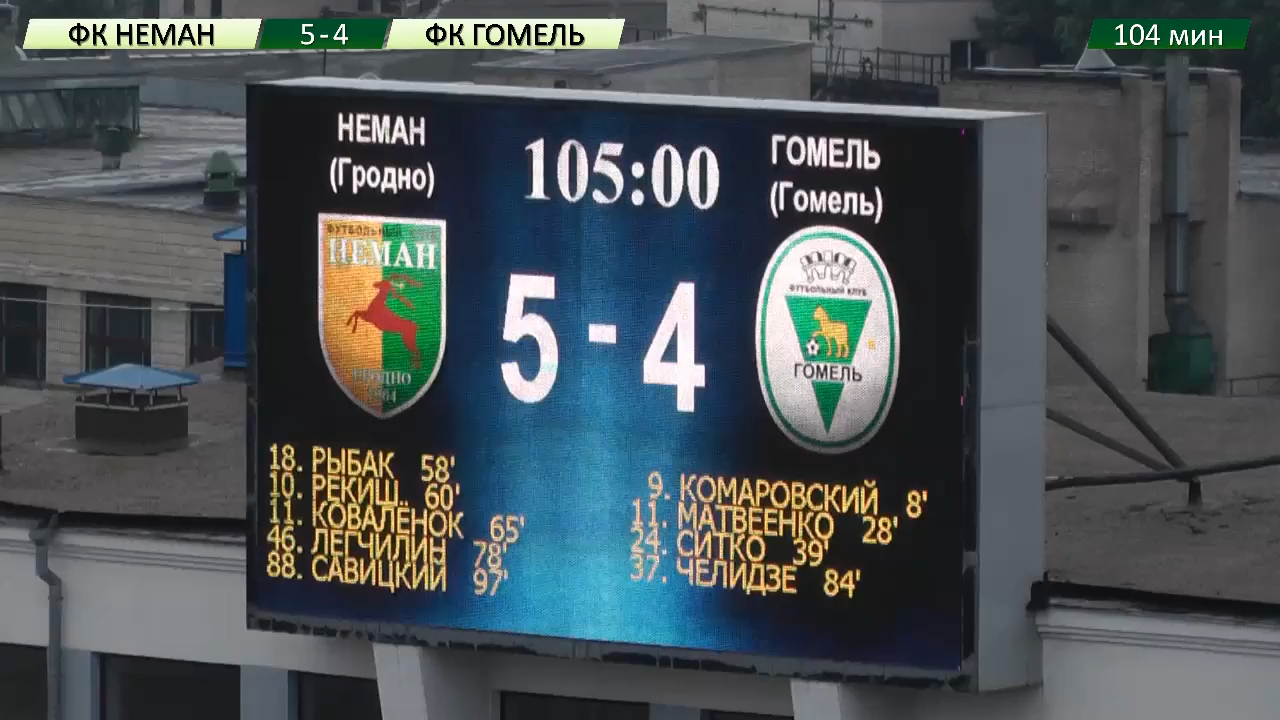 ФК НЕМАН 5-4 ФК ГОМЕЛЬ 104 мин
НЕМАН
(Гродно)
105:00
ГОМЕЛЬ
(Гомель)
ФУТБОЛЬНЫЙ
НЕМАН
ГРОДНО
5 - 4
ФУТБОЛЬНЫЙ КЛУБ
ГОМЕЛЬ
18. РЫБАК 58'
10. РЕКИШ.. 60'
11. КОВАЛЕНОК 65'
46. ЛЕГЧИЛИН 78'
88. САВИЦКИЙ 97'
9. КОМАРОВСКИЙ 8'
11. МАТВЕЕНКО 28'
24. СИТКО 39'
37. ЧЕЛИДЗЕ 84'